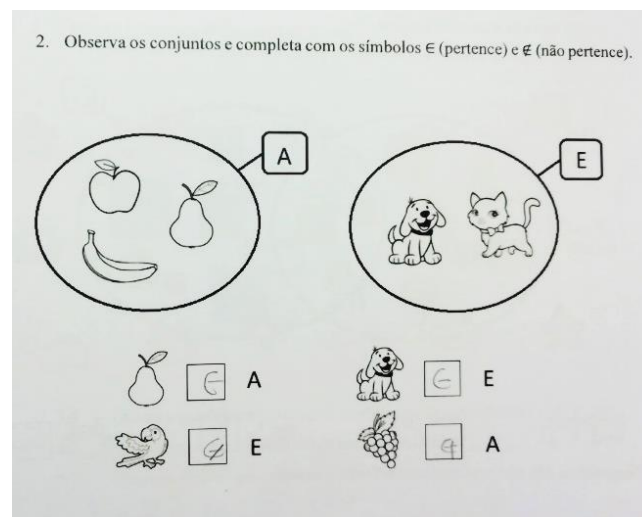 2. Observa os conjuntos e completa com os símbolos ∈ (pertence) e ∉ (não pertence).
A
E
∈ A
∈ E
∉ E
∉ A